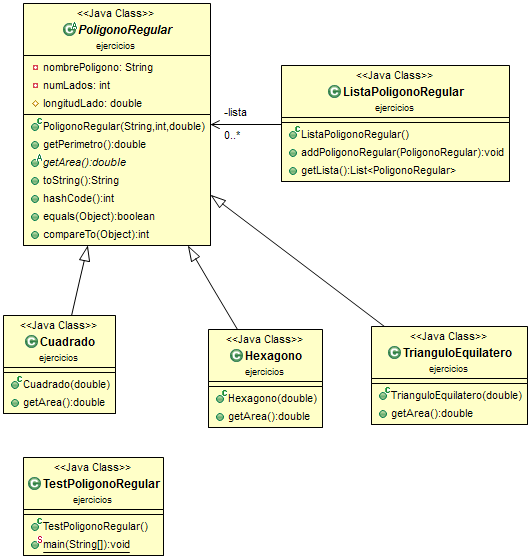 <<Java Class>>
PoligonoRegular
ejercicios
nombrePoligono: String
numLados: int
longitudLado: double
PoligonoRegular(String,int,double)
getPerimetro():double
getArea():double
toString():String
hashCode():int
equals(Object):boolean
compareTo(Object):int
-lista
0..*
<<Java Class>>
ListaPoligonoRegular
ejercicios
ListaPoligonoRegular()
addPoligonoRegular(PoligonoRegular):void
getLista():List<PoligonoRegular>
<<Java Class>>
Cuadrado
ejercicios
Cuadrado(double)
getArea():double
<<Java Class>>
Hexagono
ejercicios
Hexagono(double)
getArea():double
<<Java Class>>
TrianguloEquilatero
ejercicios
TrianguloEquilatero(double)
getArea():double
<<Java Class>>
TestPoligonoRegular
ejercicios
TestPoligonoRegular()
main(String[]):void